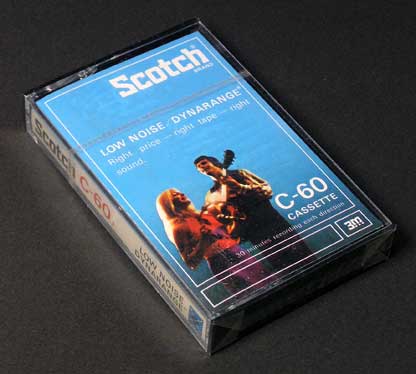 Scotch®
BRAND
LOW NOISE/DYNARANGE®
Right price — right tape — right
sound.
C-60
CASSETTE
30 minutes recording each direction
3M
Scotch
C-60
LOW NOISE
DYNARANGE